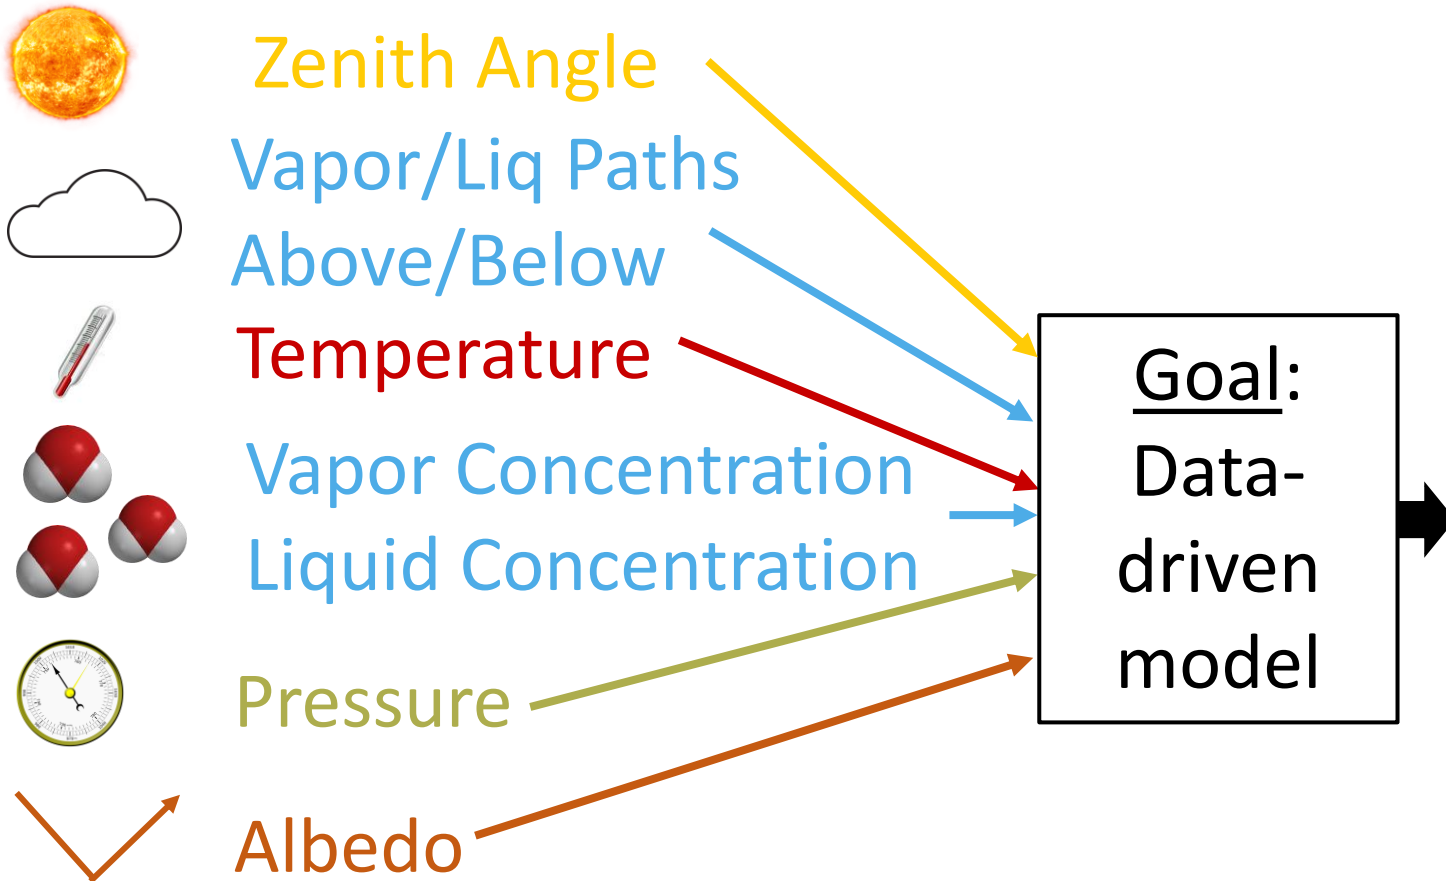 Zenith Angle
Vapor/Liq Paths
Above/Below
Temperature
Vapor Concentration
Liquid Concentration
Pressure
Albedo
Goal:
Data-
driven
model